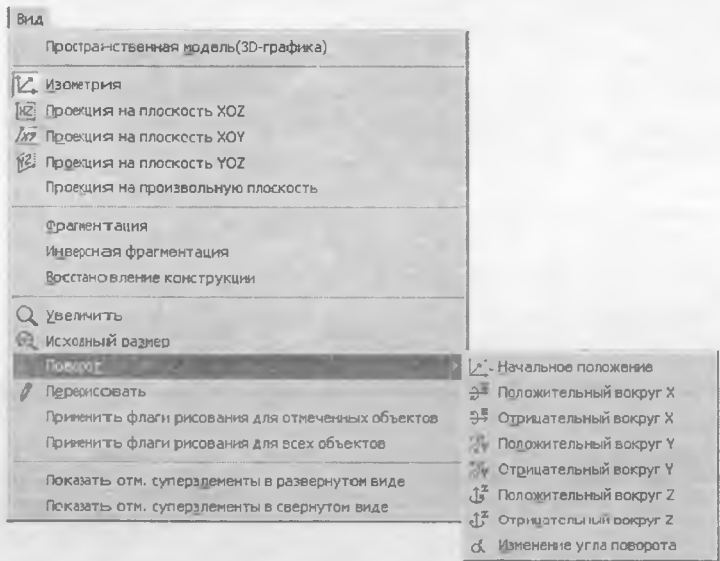 Вид
Пространственная модель(3D-графика)
Изометрия
Проекция на плоскость XOZ
Проекция на плоскость XOY
Проекция на плоскость YOZ
Проекция на произвольную плоскость
Фрагментация
Инверсная фрагментация
Восстановление конструкции
Увеличить
Исходный размер
Поворот
Перерисовать
Применить флаги рисования для отмеченных объектов
Применить флаги рисования для всех объектов
Показать отм. суперэлементы в развернутом виде
Показать отм. суперэлементы в свернутом виде
Начальное положение
Положительный вокруг X
Отрицательный вокруг X
Положительный вокруг Y
Отрицательный вокруг Y
Положительный вокруг Z
Отрицательный вокруг Z
Изменение угла поворота